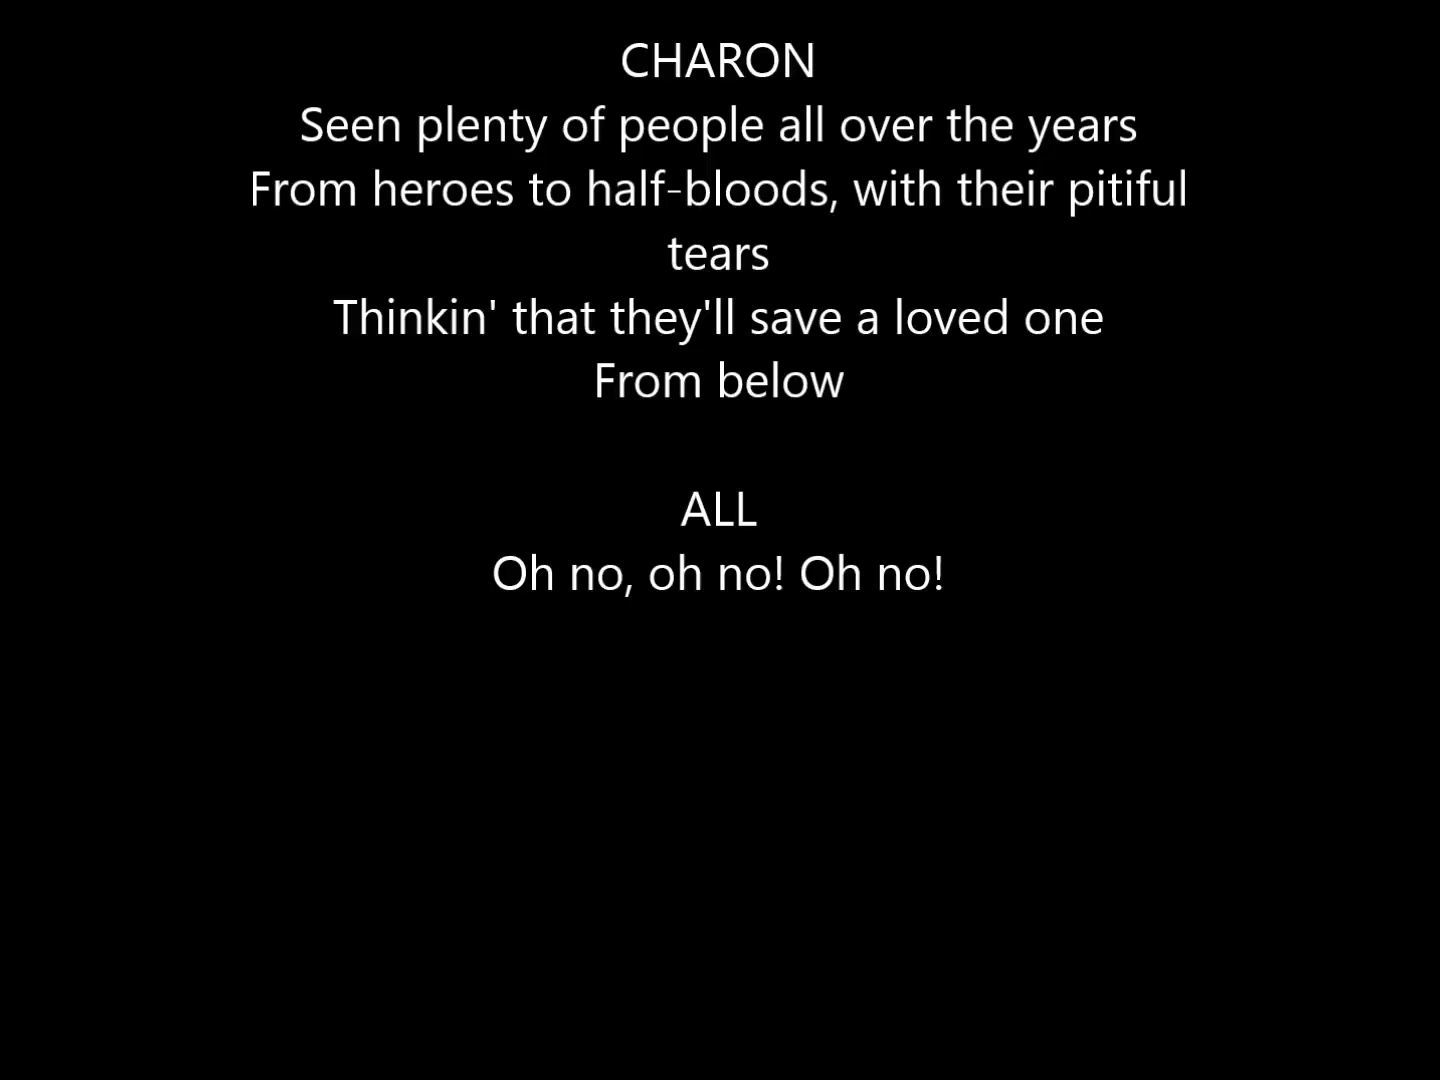 CHARON
Seen plenty of people all over the years
From heroes to half-bloods, with their pitiful
tears
Thinkin' that they'll save a loved one
From below
ALL
Oh no, oh no! Oh no!